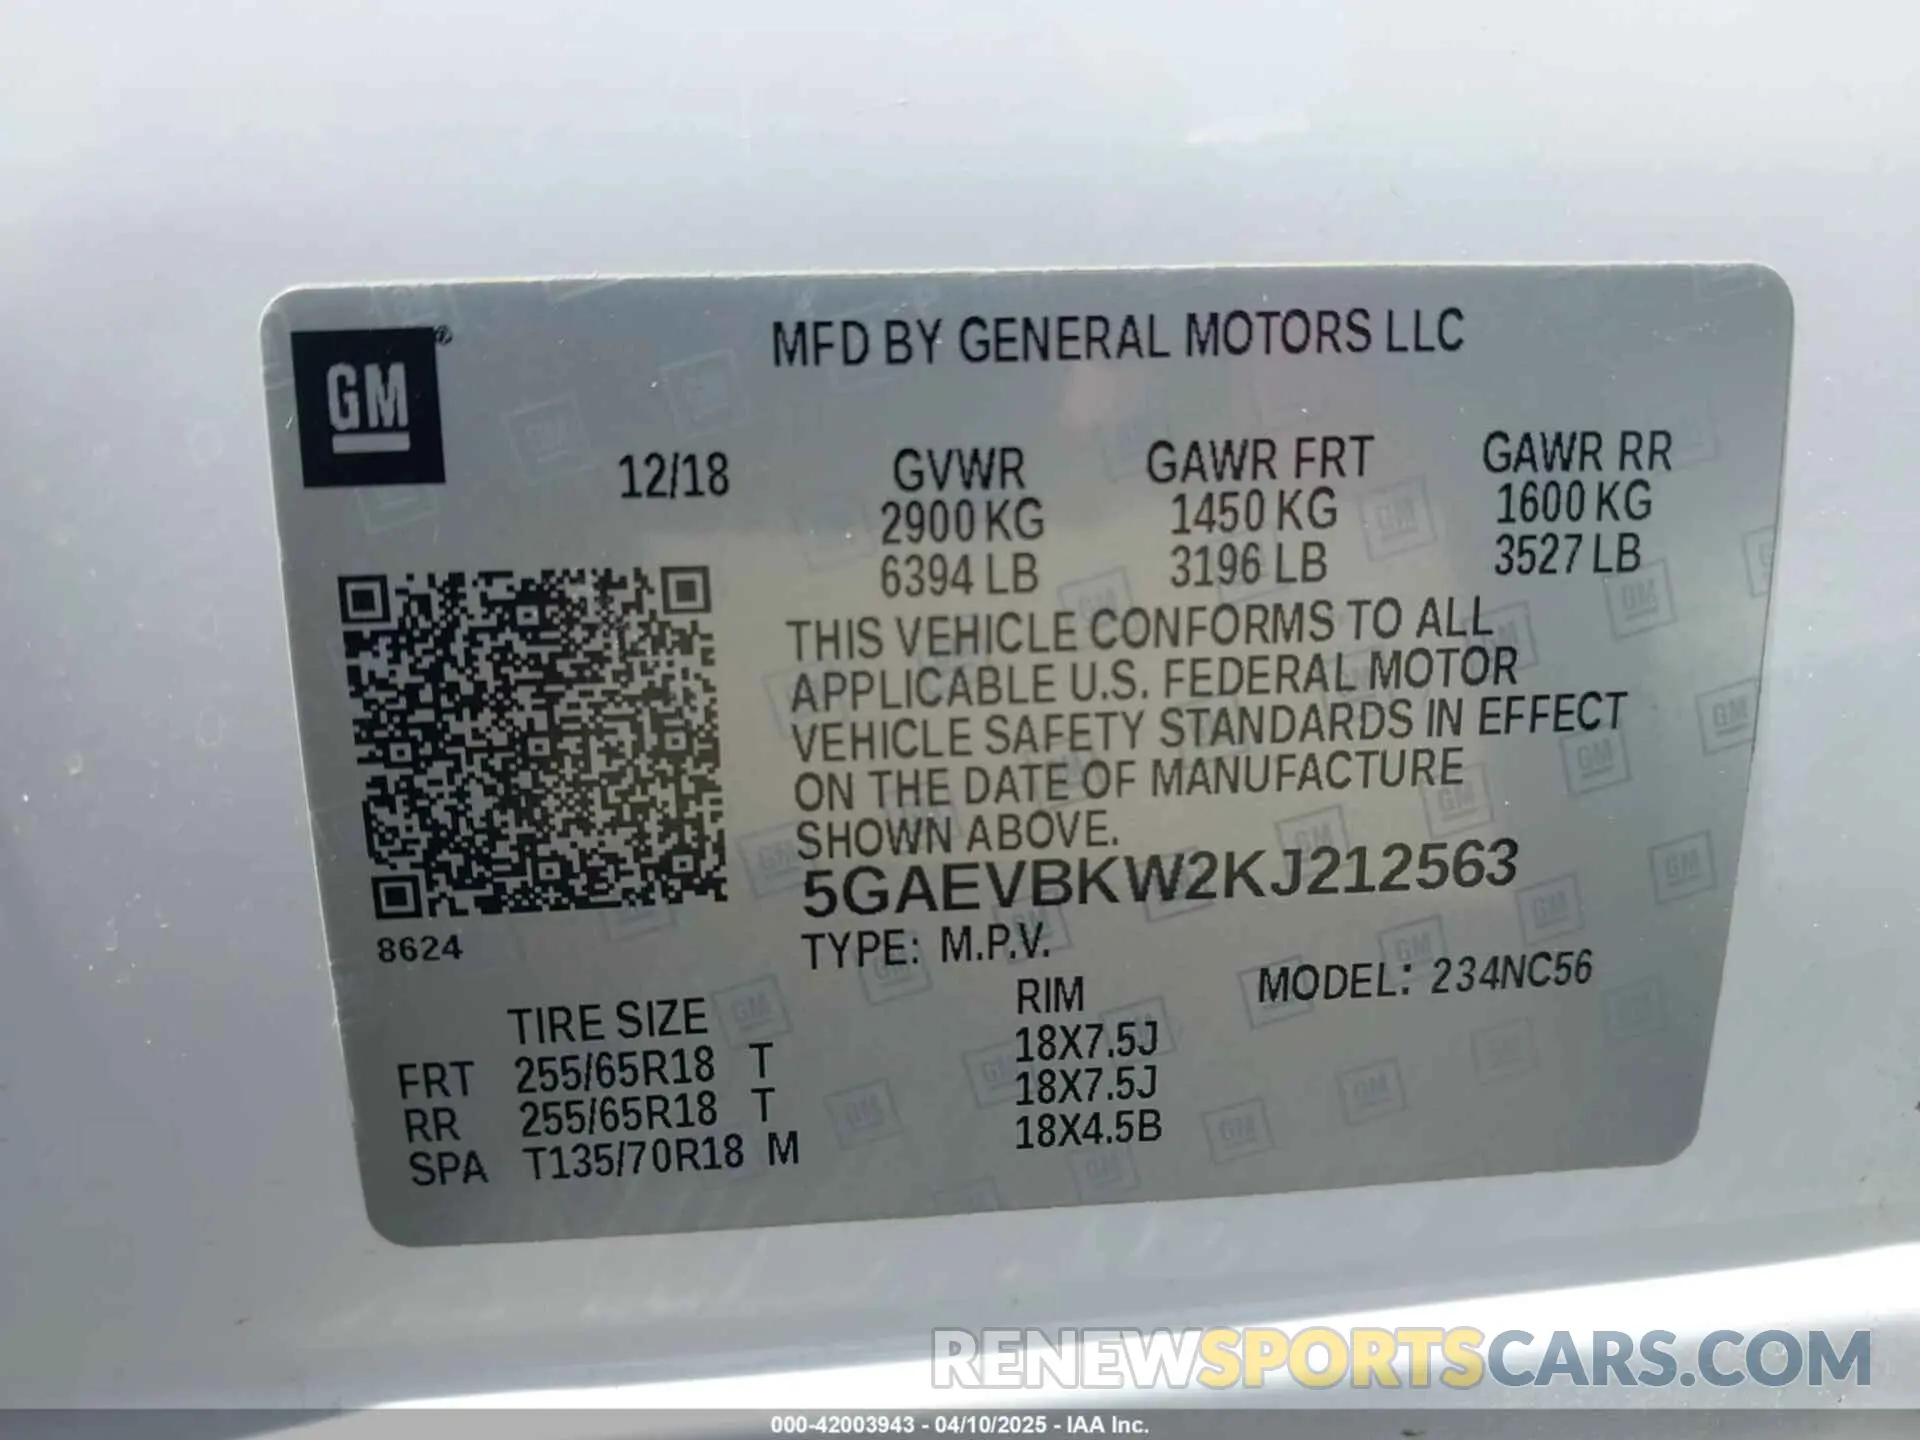 GM®
MFD BY GENERAL MOTORS LLC
12/18
GVWR
2900 KG
6394 LB
GAWR FRT
1450 KG
3196 LB
GAWR RR
1600 KG
3527 LB
THIS VEHICLE CONFORMS TO ALL
APPLICABLE U.S. FEDERAL MOTOR
VEHICLE SAFETY STANDARDS IN EFFECT
ON THE DATE OF MANUFACTURE
SHOWN ABOVE.
5GAEVBKW2KJ212563
8624
TYPE: M.P.V.
MODEL: 234NC56
TIRE SIZE RIM
FRT 255/65R18 T 18X7.5J
RR 255/65R18 T 18X7.5J
SPA T135/70R18 M 18X4.5B
RENEWSPORTSCARS.COM
000-42003943 - 04/10/2025 - IAA Inc.